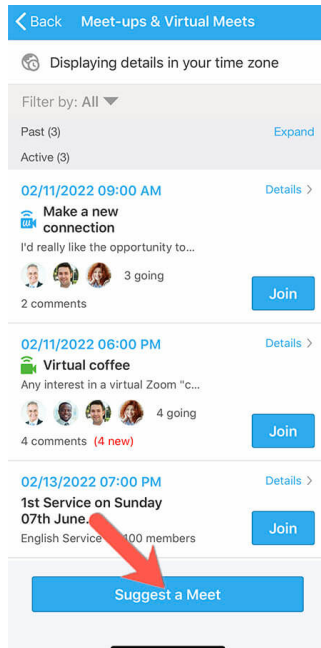 Back Meet-ups & Virtual Meets
Displaying details in your time zone
Filter by: All
Past (3) Expand
Active (3)
02/11/2022 09:00 AM Details >
Make a new
connection
I'd really like the opportunity to...
3 going
2 comments Join
02/11/2022 06:00 PM Details >
Virtual coffee
Any interest in a virtual Zoom "c...
4 going
4 comments (4 new) Join
02/13/2022 07:00 PM Details >
1st Service on Sunday
07th June.
English Service 100 members Join
Suggest a Meet